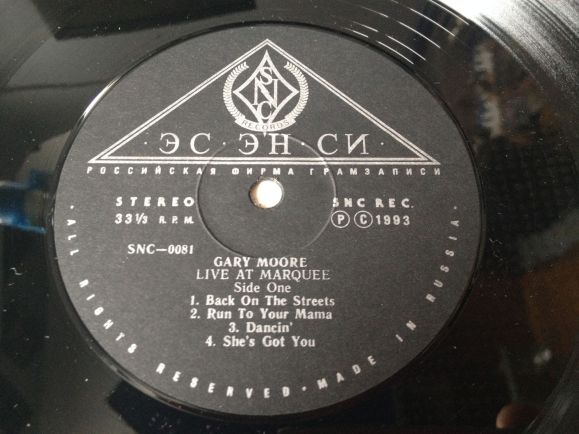 SNC
RECORDS
· ЭС · ЭН · СИ ·
РОССИЙСКАЯ ФИРМА ГРАМЗАПИСИ
STEREO
33⅓ R.P.M.
SNC REC.
Ⓟ Ⓒ 1993
SNC—0081
GARY MOORE
LIVE AT MARQUEE
Side One
1. Back On The Streets
2. Run To Your Mama
3. Dancin'
4. She's Got You
· ALL RIGHTS RESERVED · MADE IN RUSSIA ·